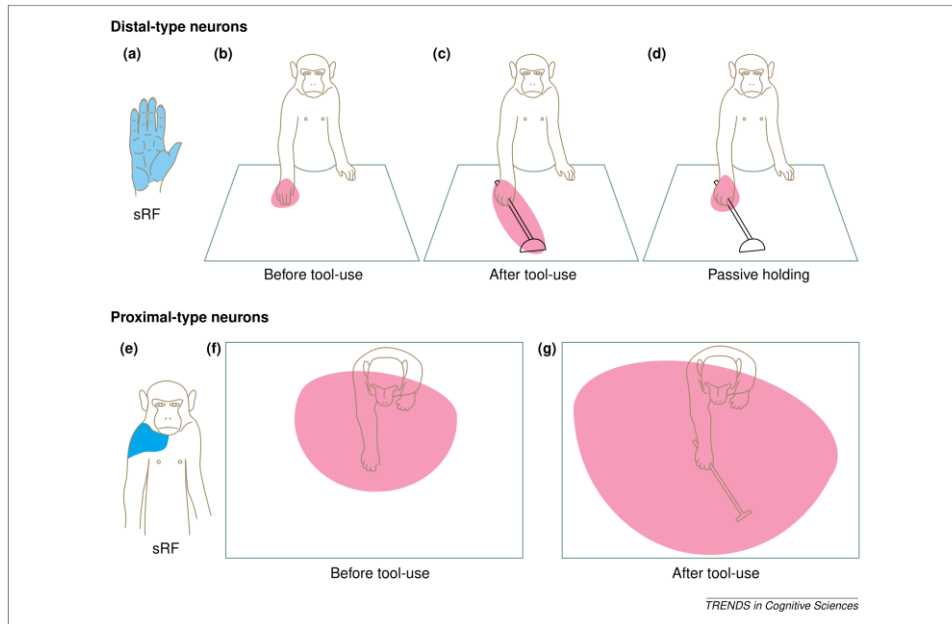 Distal-type neurons
(a)
(b)
(c)
(d)
sRF
Before tool-use
After tool-use
Passive holding
Proximal-type neurons
(e)
(f)
(g)
sRF
Before tool-use
After tool-use
TRENDS in Cognitive Sciences